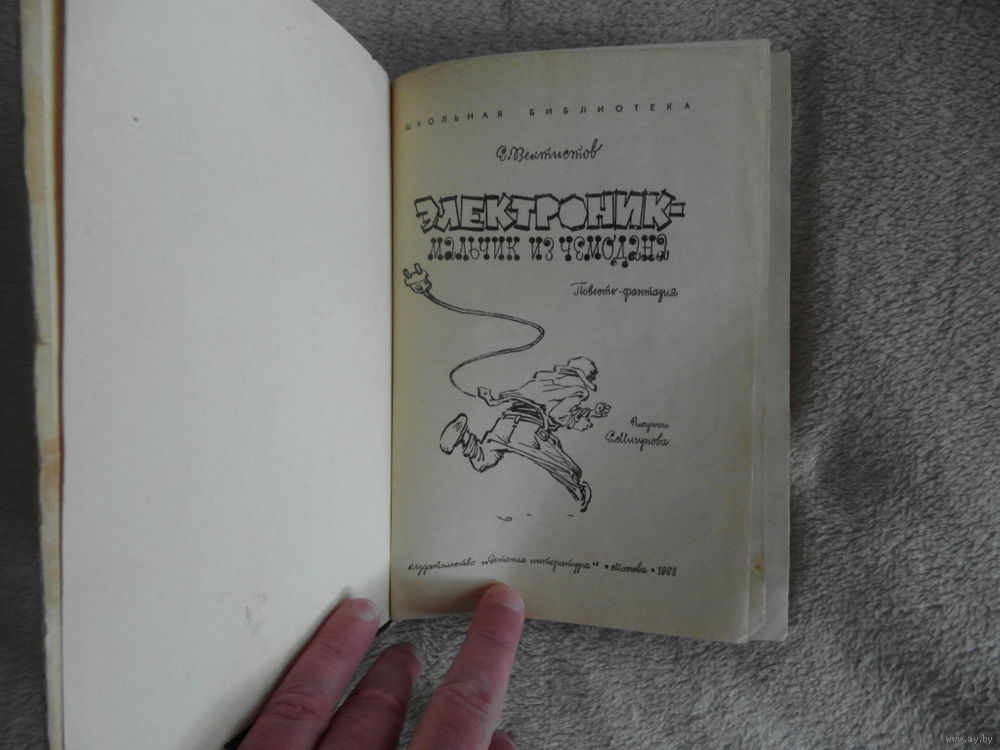 ШКОЛЬНАЯ БИБЛИОТЕКА
Е. Велтистов
ЭЛЕКТРОНИК-
МАЛЬЧИК ИЗ ЧЕМОДАНА
Повесть-фантазия
Рисунки
Е. Мигунова
Издательство „Детская литература“ • Москва • 1968
www.ay.by